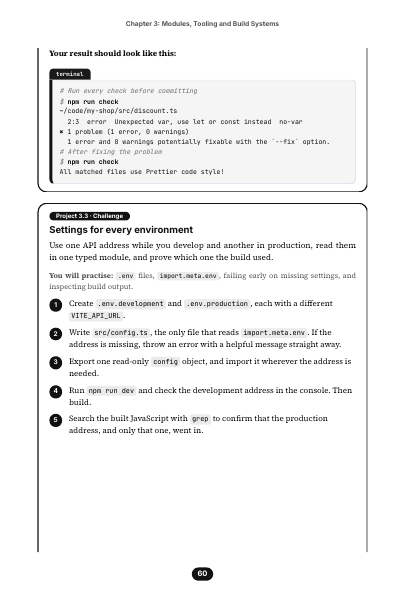 Chapter 3: Modules, Tooling and Build Systems
Your result should look like this:
terminal
# Run every check before committing
$ npm run check
~/code/my-shop/src/discount.ts
2:3  error  Unexpected var, use let or const instead  no-var
✖ 1 problem (1 error, 0 warnings)
1 error and 0 warnings potentially fixable with the `--fix` option.
# After fixing the problem
$ npm run check
All matched files use Prettier code style!
Project 3.3 · Challenge
Settings for every environment
Use one API address while you develop and another in production, read them
in one typed module, and prove which one the build used.
You will practise: .env files, import.meta.env, failing early on missing settings, and
inspecting build output.
1 Create .env.development and .env.production, each with a different
VITE_API_URL.
2 Write src/config.ts, the only file that reads import.meta.env. If the
address is missing, throw an error with a helpful message straight away.
3 Export one read-only config object, and import it wherever the address is
needed.
4 Run npm run dev and check the development address in the console. Then
build.
5 Search the built JavaScript with grep to confirm that the production
address, and only that one, went in.
60